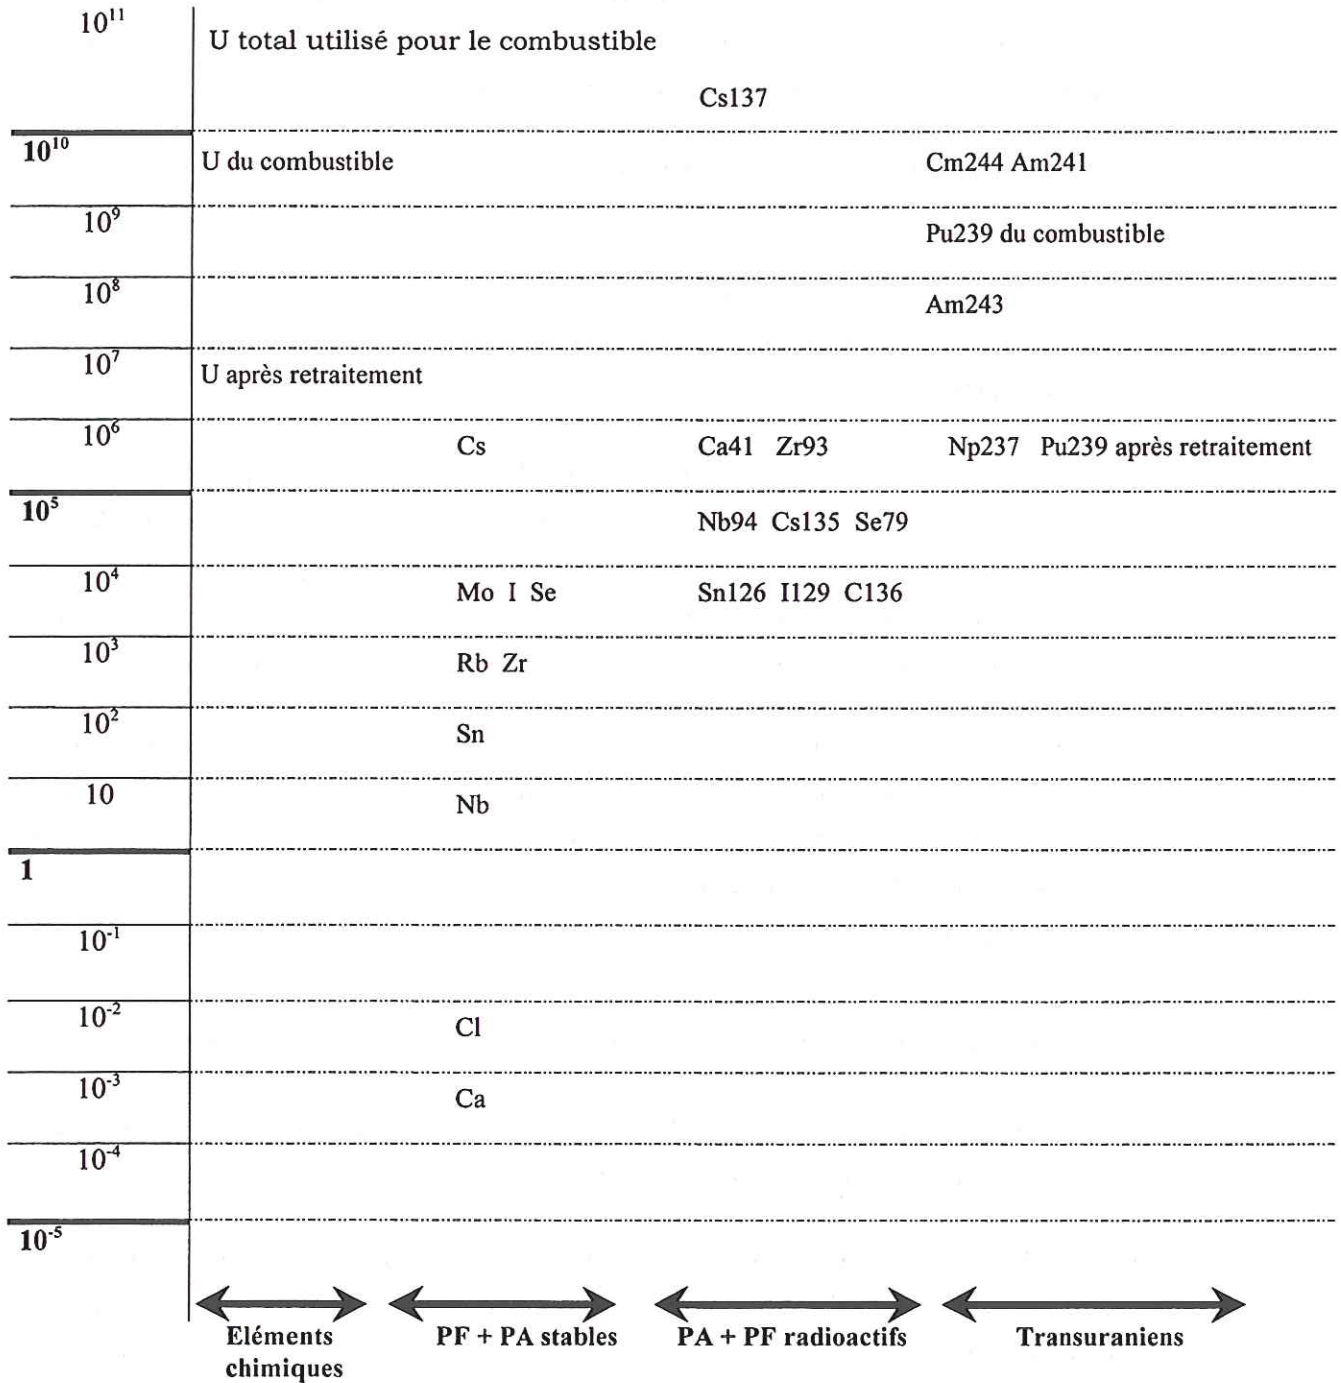 10¹¹
U total utilisé pour le combustible
Cs137
10¹⁰
U du combustible Cm244 Am241
10⁹
Pu239 du combustible
10⁸
Am243
10⁷
U après retraitement
10⁶
Cs Ca41 Zr93 Np237 Pu239 après retraitement
10⁵
Nb94 Cs135 Se79
10⁴
Mo I Se Sn126 I129 C136
10³
Rb Zr
10²
Sn
10
Nb
1
10⁻¹
10⁻²
Cl
10⁻³
Ca
10⁻⁴
10⁻⁵
Eléments PF + PA stables PA + PF radioactifs Transuraniens
chimiques